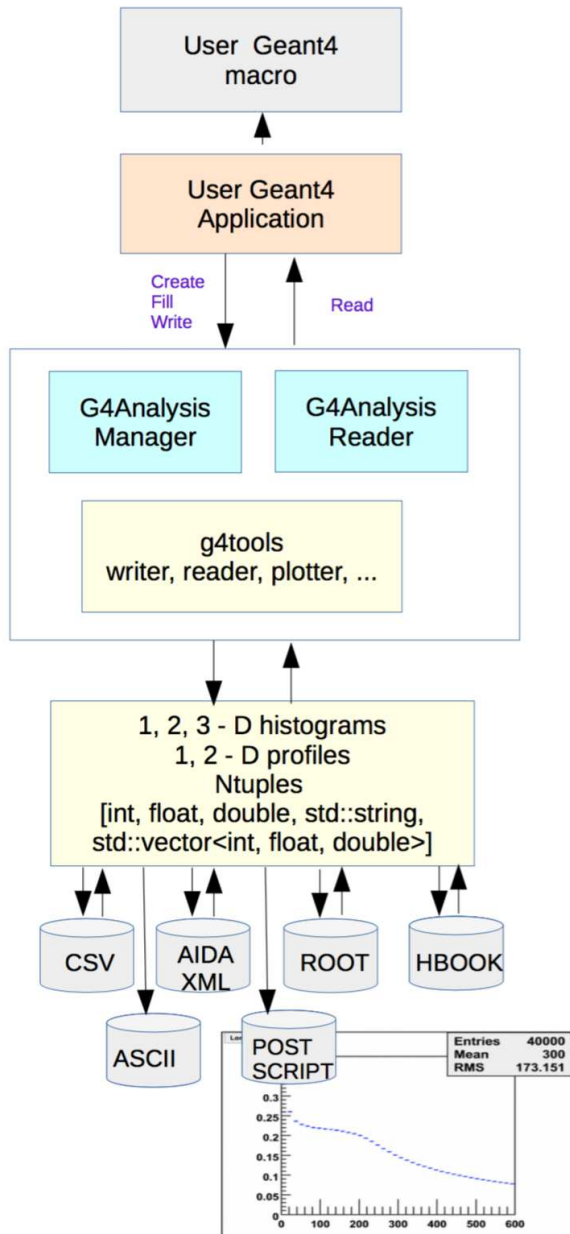 User Geant4
macro
User Geant4
Application
Create
Fill
Write
Read
G4Analysis
Manager
G4Analysis
Reader
g4tools
writer, reader, plotter, ...
1, 2, 3 - D histograms
1, 2 - D profiles
Ntuples
[int, float, double, std::string,
std::vector<int, float, double>]
CSV
AIDA
XML
ROOT
HBOOK
ASCII
POST
SCRIPT
Entries 40000
Mean 300
RMS 173.151
0.3
0.25
0.2
0.15
0.1
0.05
0
0 100 200 300 400 500 600